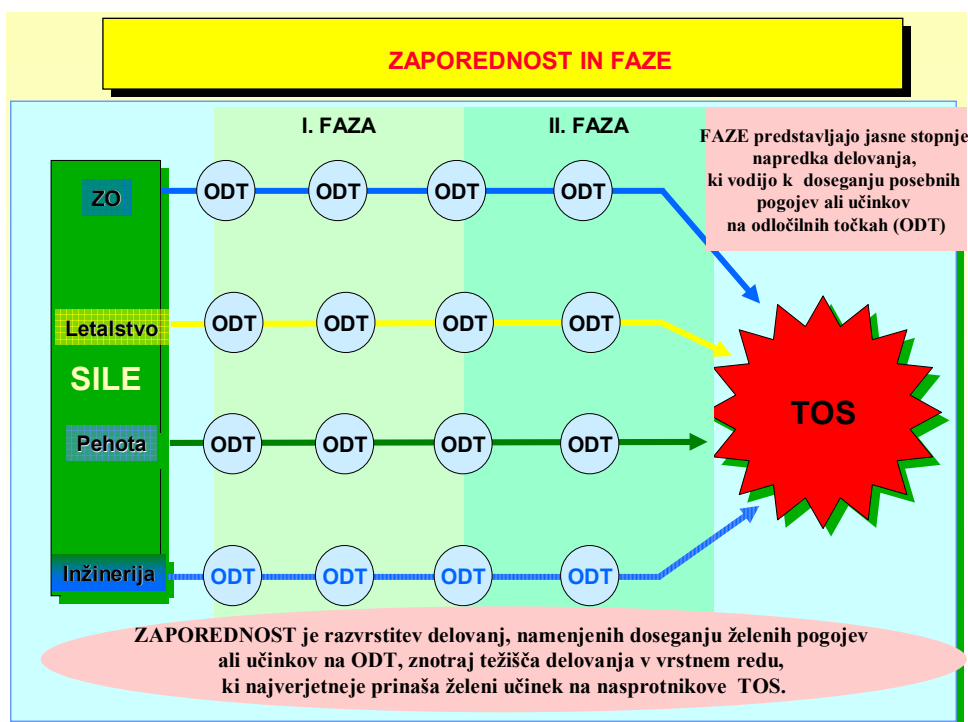 ZAPOREDNOST IN FAZE
I. FAZA
II. FAZA
FAZE predstavljajo jasne stopnje
napredka delovanja,
ki vodijo k doseganju posebnih
pogojev ali učinkov
na odločilnih točkah (ODT)
ZO
ODT
ODT
ODT
ODT
Letalstvo
ODT
ODT
ODT
ODT
SILE
TOS
Pehota
ODT
ODT
ODT
ODT
Inžinerija
ODT
ODT
ODT
ODT
ZAPOREDNOST je razvrstitev delovanj, namenjenih doseganju želenih pogojev
ali učinkov na ODT, znotraj težišča delovanja v vrstnem redu,
ki najverjetneje prinaša želeni učinek na nasprotnikove TOS.